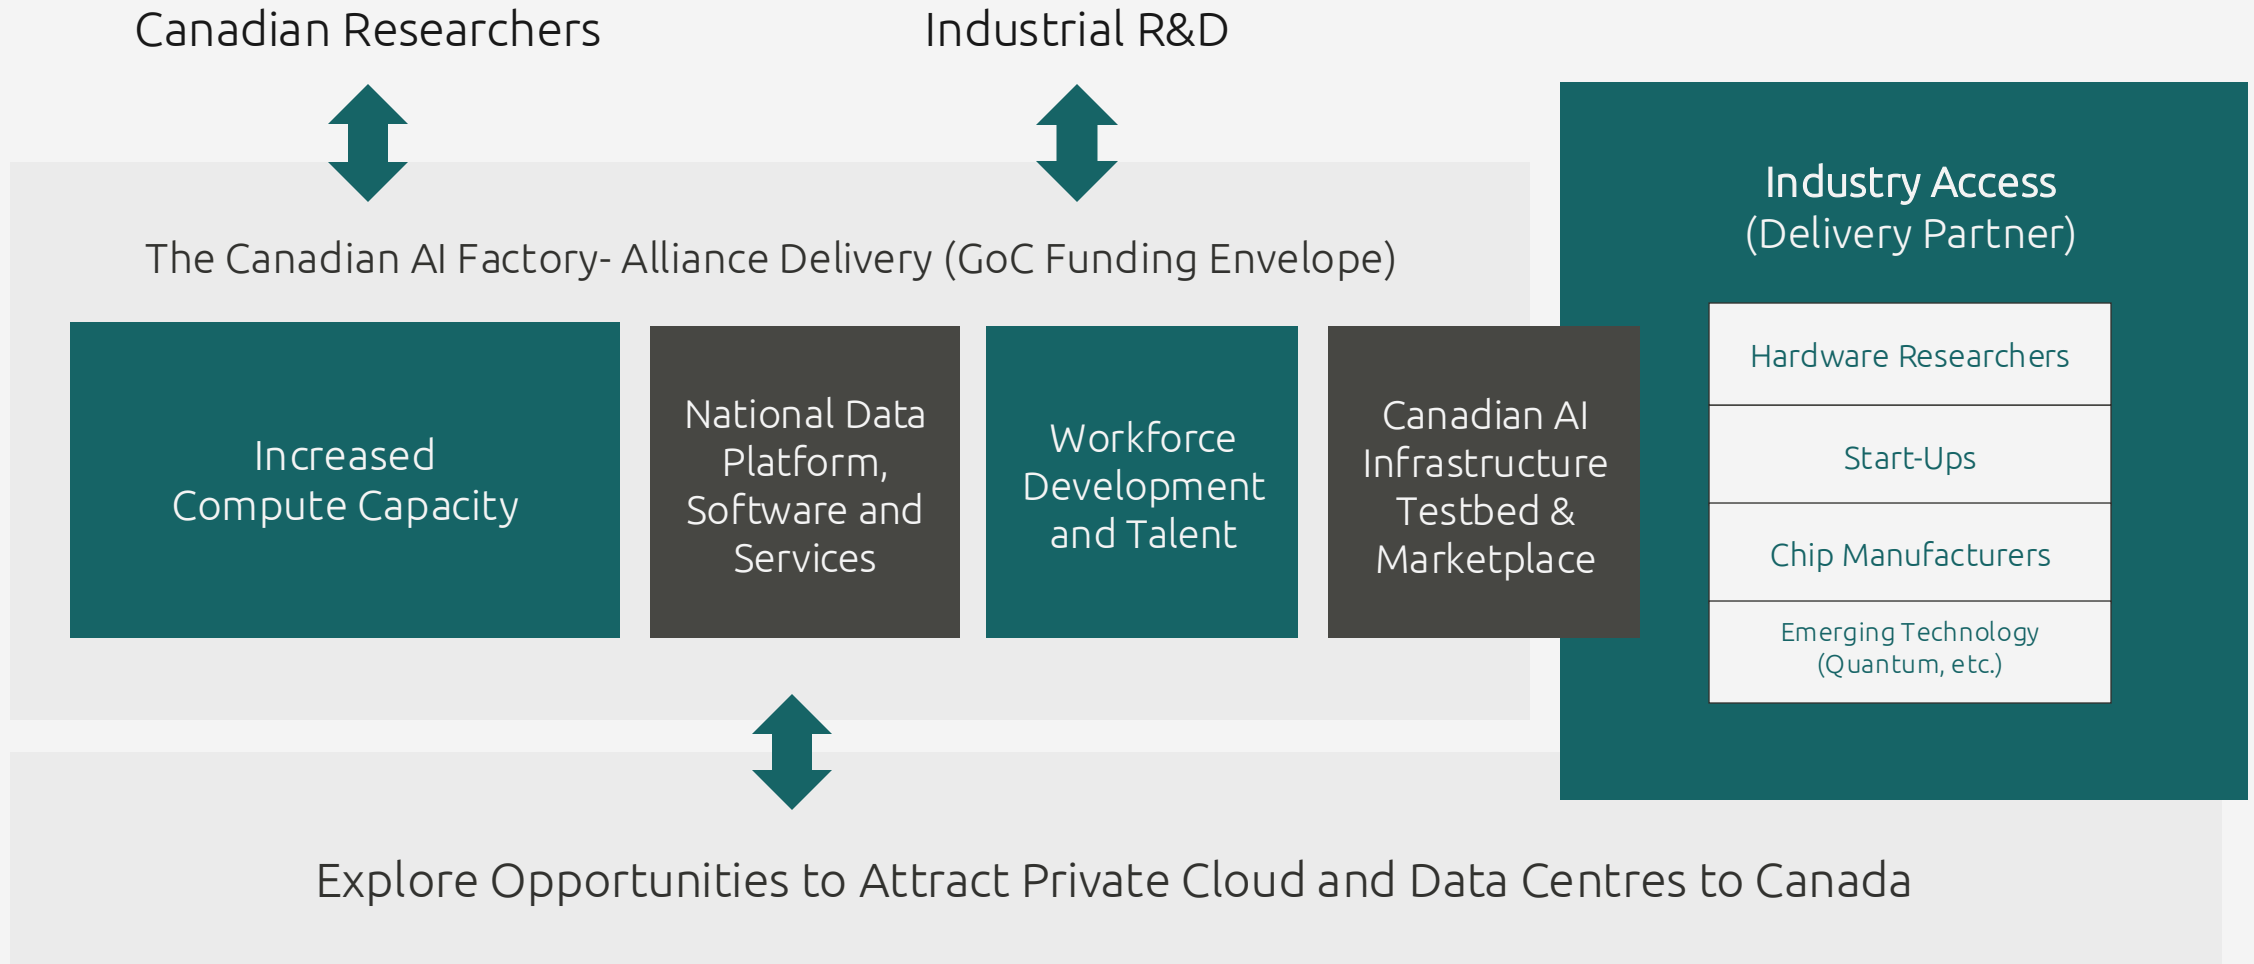 Canadian Researchers
Industrial R&D
The Canadian AI Factory- Alliance Delivery (GoC Funding Envelope)
Increased
Compute Capacity
National Data
Platform,
Software and
Services
Workforce
Development
and Talent
Canadian AI
Infrastructure
Testbed &
Marketplace
Industry Access
(Delivery Partner)
Hardware Researchers
Start-Ups
Chip Manufacturers
Emerging Technology
(Quantum, etc.)
Explore Opportunities to Attract Private Cloud and Data Centres to Canada